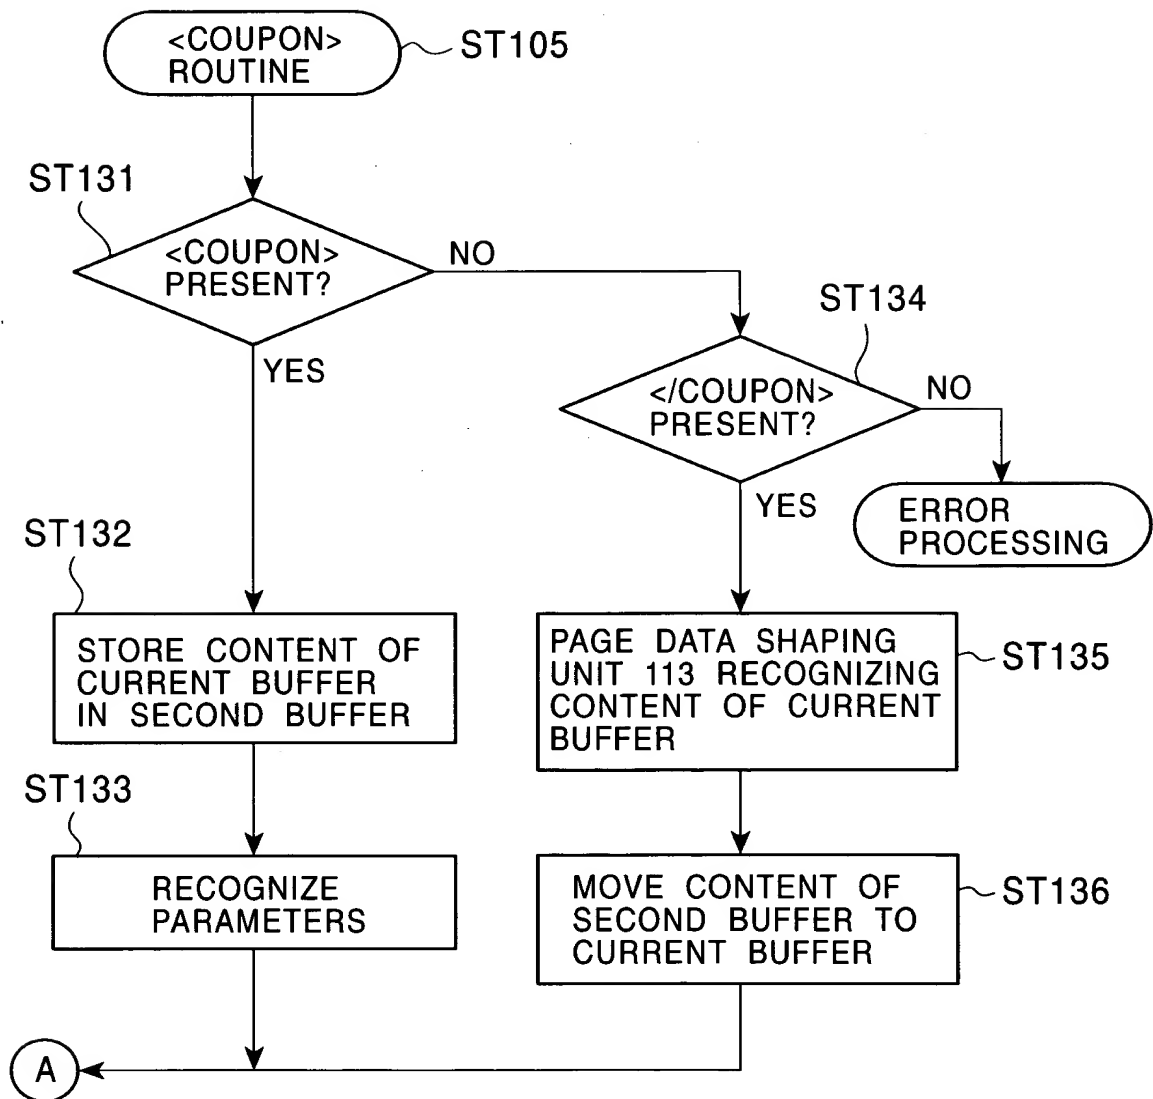 <COUPON>
ROUTINE
ST105
ST131
<COUPON>
PRESENT?
NO
YES
ST134
</COUPON>
PRESENT?
NO
YES
ERROR
PROCESSING
ST132
STORE CONTENT OF
CURRENT BUFFER
IN SECOND BUFFER
PAGE DATA SHAPING
UNIT 113 RECOGNIZING
CONTENT OF CURRENT
BUFFER
ST135
ST133
RECOGNIZE
PARAMETERS
MOVE CONTENT OF
SECOND BUFFER TO
CURRENT BUFFER
ST136
A